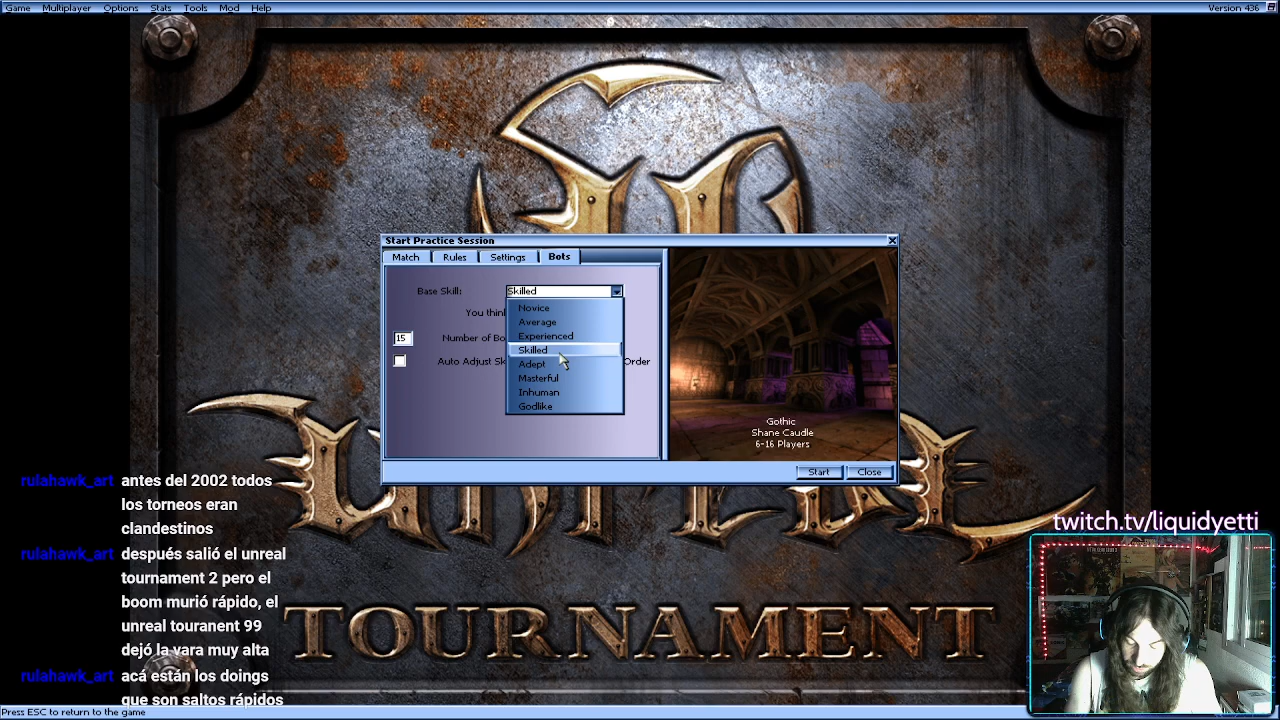 Game Multiplayer Options Stats Tools Mod Help Version 436
Start Practice Session
Match Rules Settings Bots
Base Skill: Skilled
Novice
You thin
Average
15 Number of Bo
Experienced
Skilled
Auto Adjust Sk Order
Adept
Masterful
Inhuman
Godlike
Gothic
Shane Caudle
6-16 Players
Start Close
rulahawk_art antes del 2002 todos
los torneos eran
clandestinos
rulahawk_art después salió el unreal
tournament 2 pero el
boom murió rápido, el
unreal touranent 99
dejó la vara muy alta
rulahawk_art acá están los doings
que son saltos rápidos
twitch.tv/liquidyetti
TOURNAMENT
Press ESC to return to the game